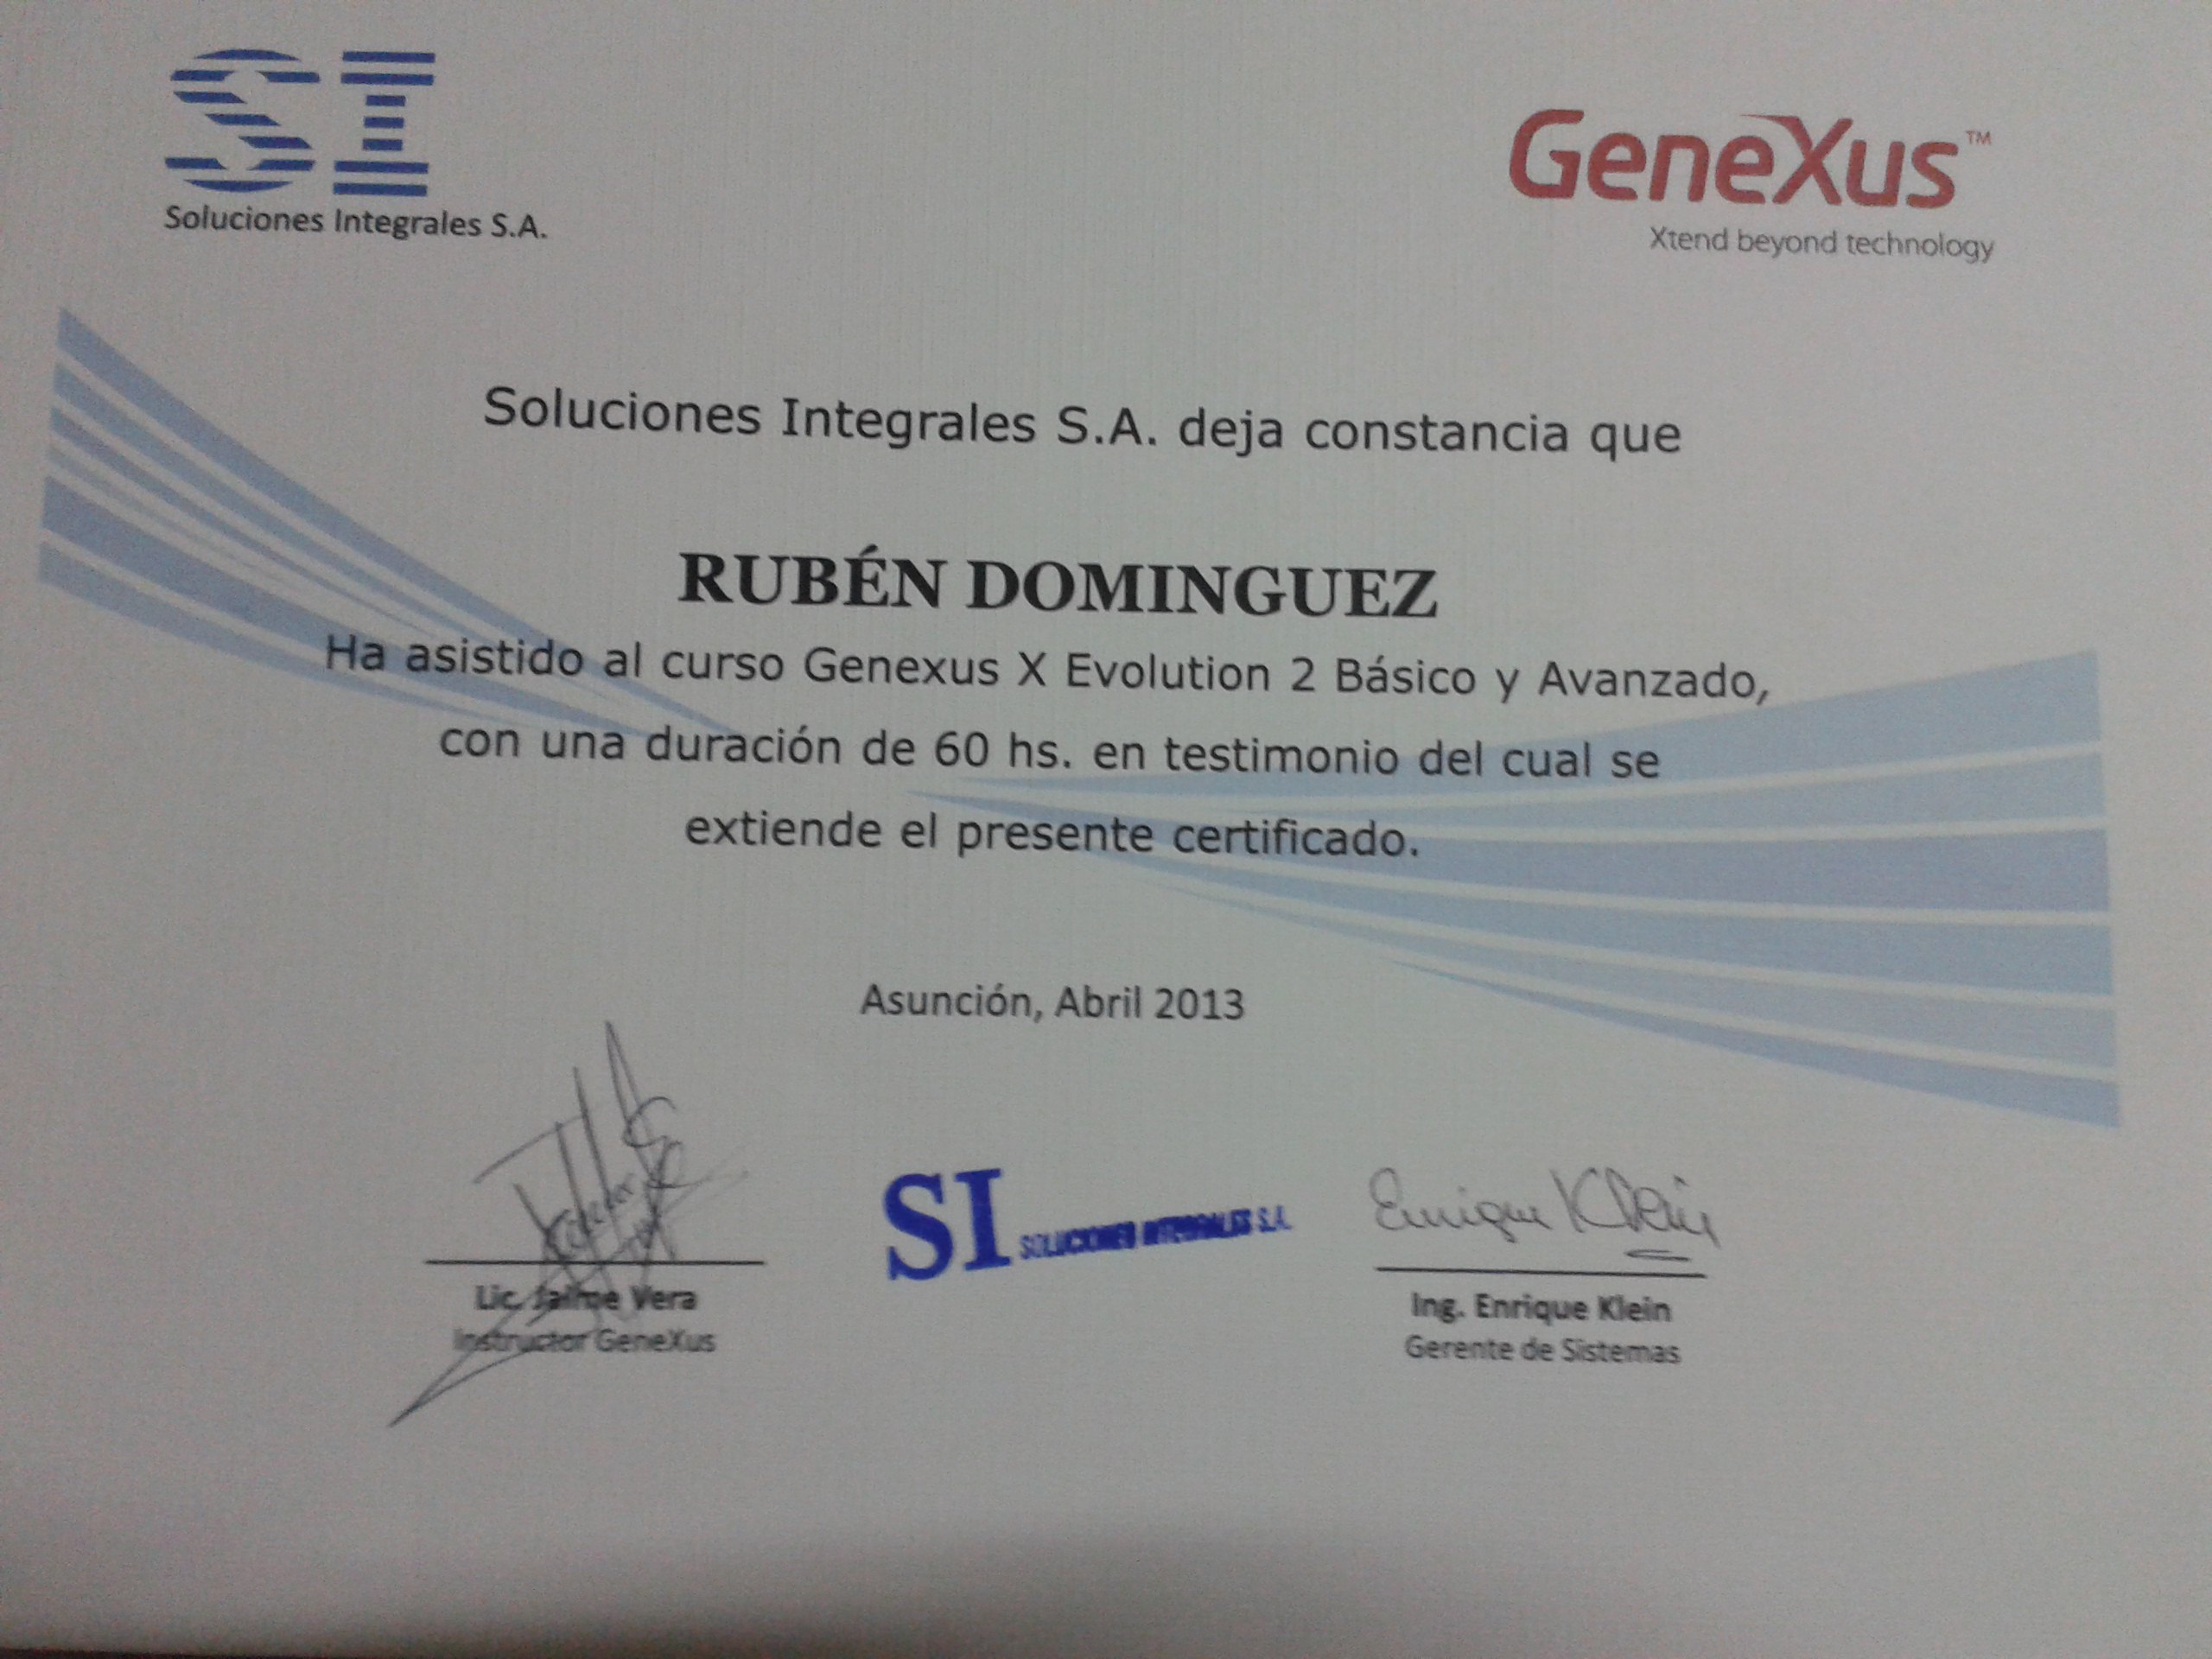 SI
Soluciones Integrales S.A.
GeneXus™
Xtend beyond technology
Soluciones Integrales S.A. deja constancia que
RUBÉN DOMINGUEZ
Ha asistido al curso Genexus X Evolution 2 Básico y Avanzado,
con una duración de 60 hs. en testimonio del cual se
extiende el presente certificado.
Asunción, Abril 2013
SI SOLUCIONES INTEGRALES S.A.
Enrique Klein
Lic. Jaime Vera
Instructor GeneXus
Ing. Enrique Klein
Gerente de Sistemas